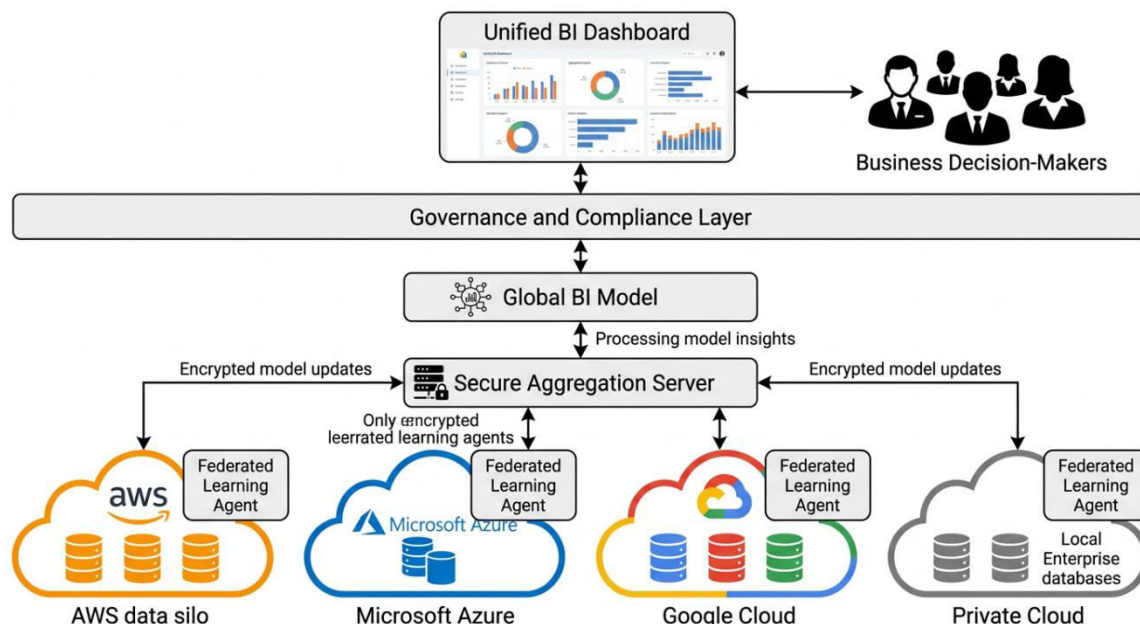 Unified BI Dashboard
Business Decision-Makers
Governance and Compliance Layer
Global BI Model
Processing model insights
Encrypted model updates
Secure Aggregation Server
Encrypted model updates
Only encrypted
leerrated learning agents
Federated
Learning
Agent
aws
Federated
Learning
Agent
Microsoft Azure
Federated
Learning
Agent
Federated
Learning
Agent
Local
Enterprise
databases
AWS data silo
Microsoft Azure
Google Cloud
Private Cloud